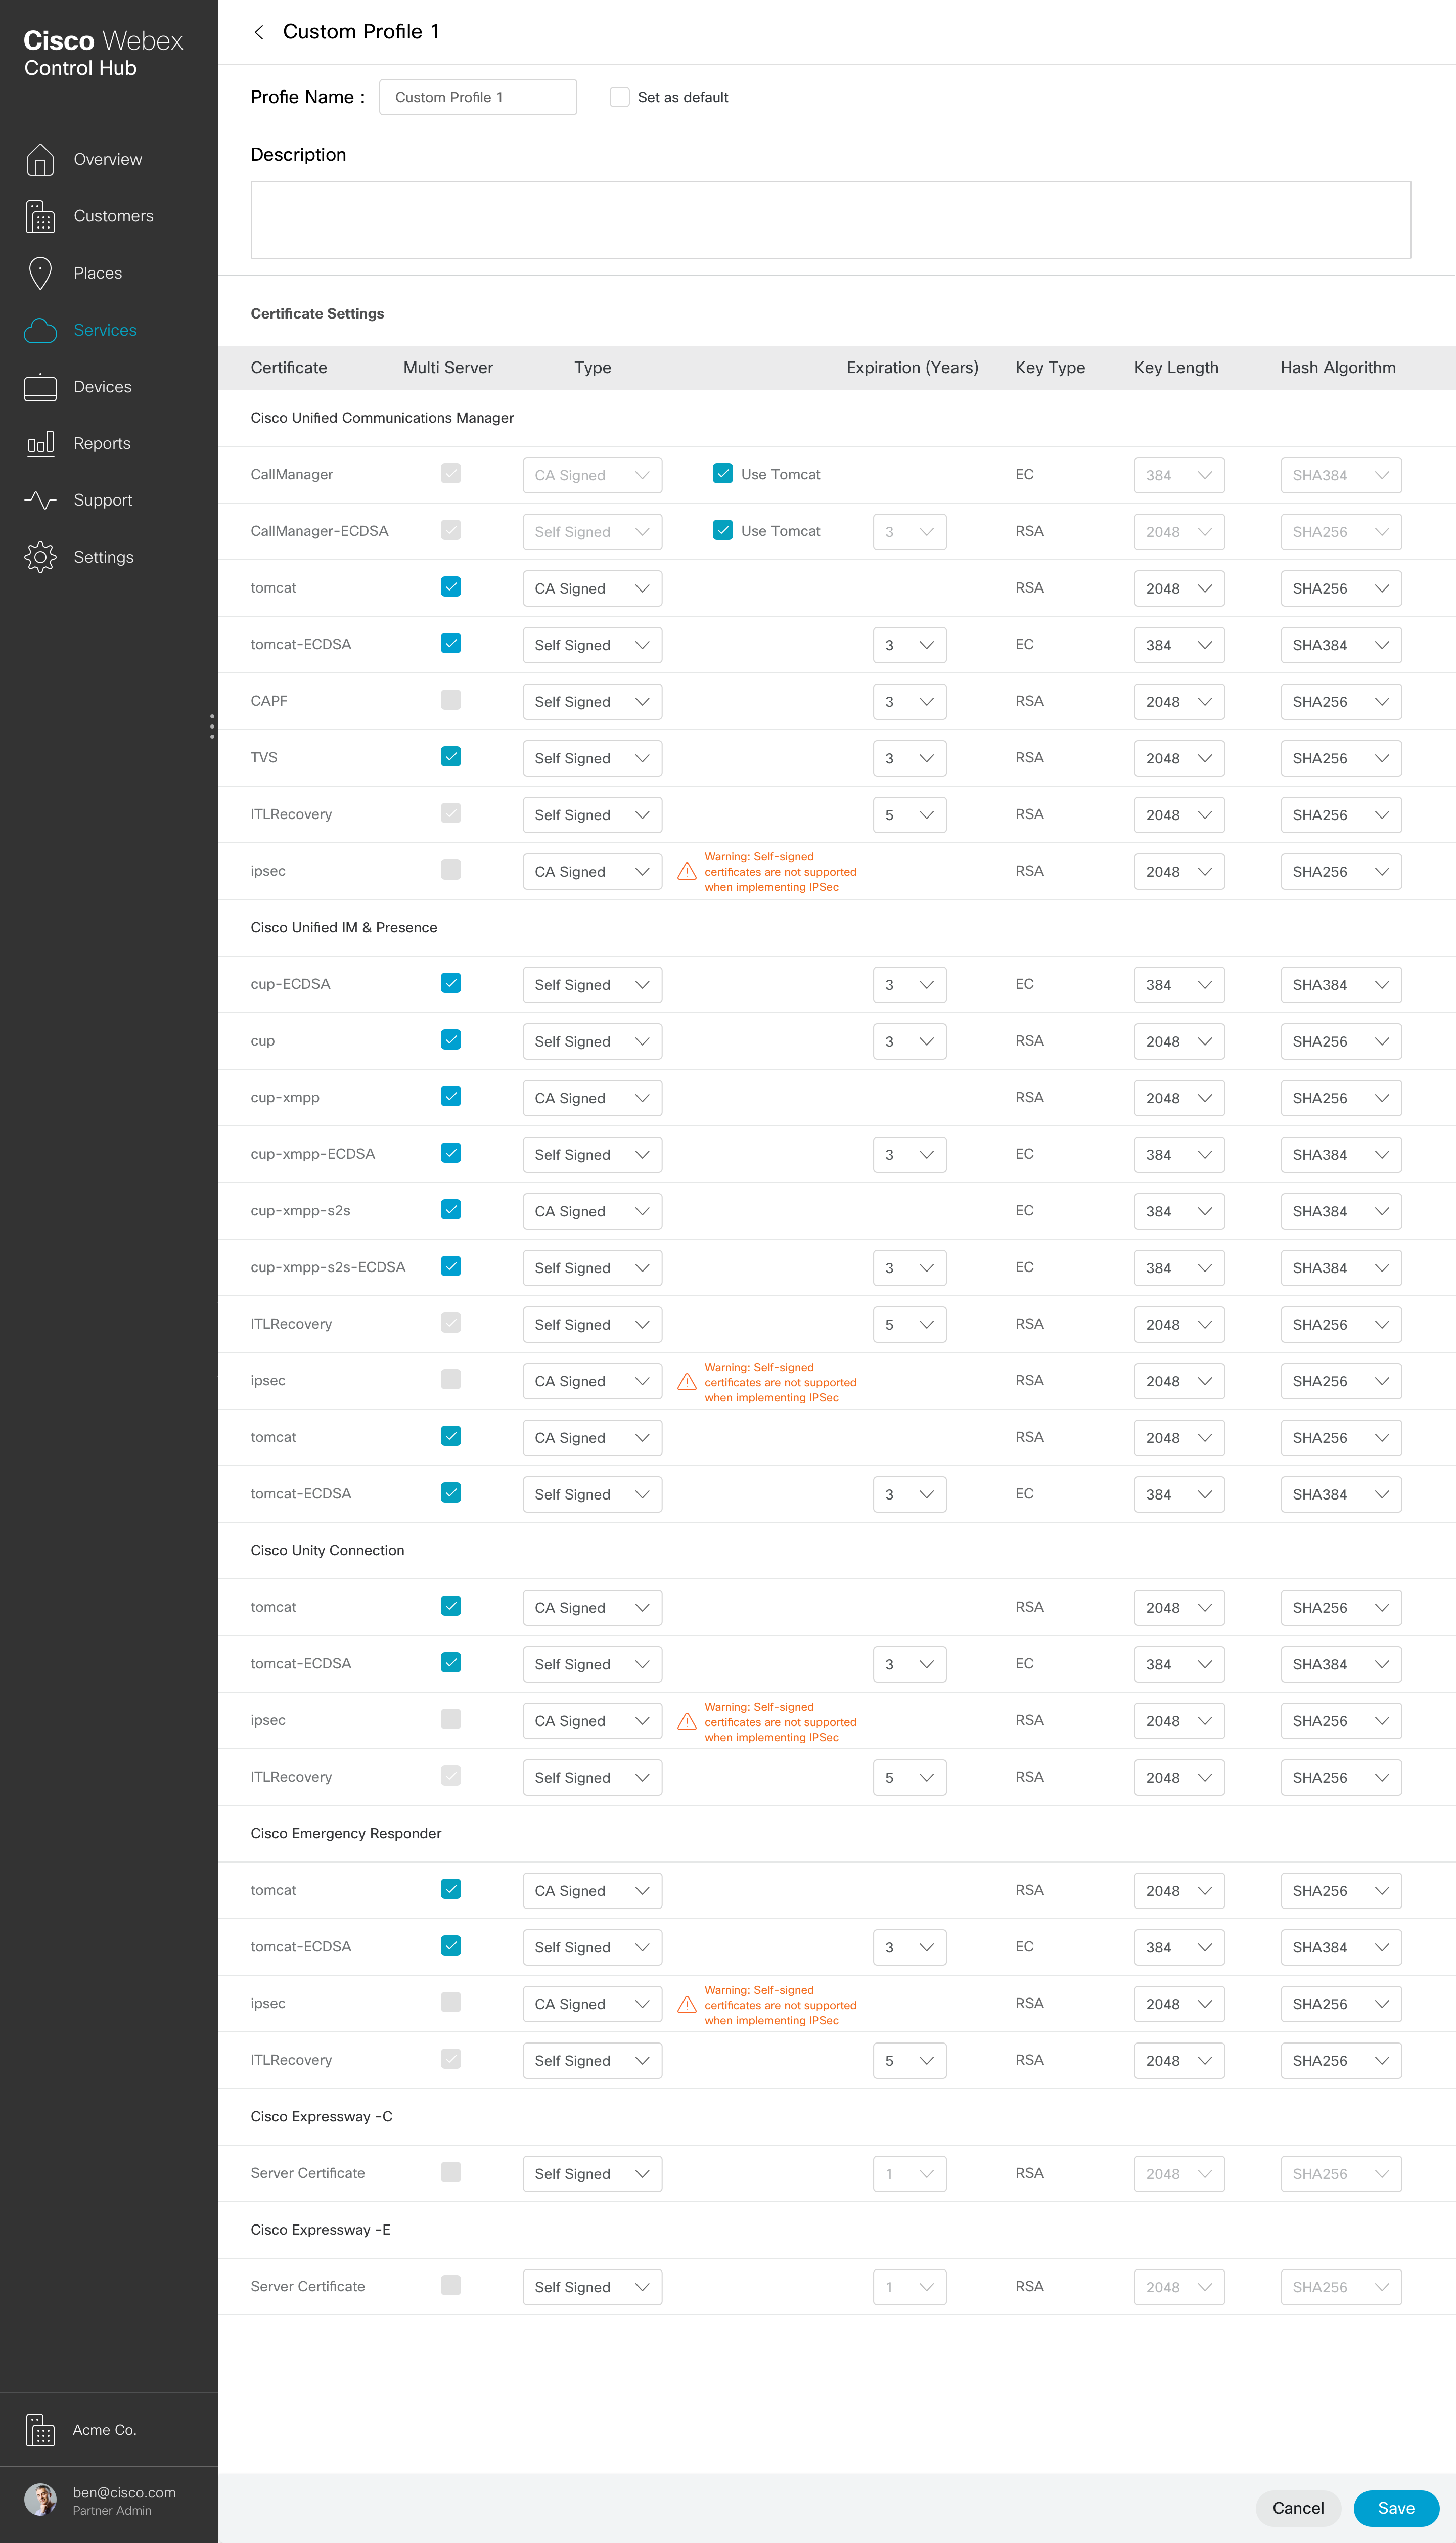 Cisco Webex
Control Hub
Overview
Customers
Places
Services
Devices
Reports
Support
Settings
Acme Co.
ben@cisco.com
Partner Admin
Custom Profile 1
Profie Name : Custom Profile 1 Set as default
Description
Certificate Settings
Certificate Multi Server Type Expiration (Years) Key Type Key Length Hash Algorithm
Cisco Unified Communications Manager
CallManager CA Signed Use Tomcat EC 384 SHA384
CallManager-ECDSA Self Signed Use Tomcat 3 RSA 2048 SHA256
tomcat CA Signed RSA 2048 SHA256
tomcat-ECDSA Self Signed 3 EC 384 SHA384
CAPF Self Signed 3 RSA 2048 SHA256
TVS Self Signed 3 RSA 2048 SHA256
ITLRecovery Self Signed 5 RSA 2048 SHA256
ipsec CA Signed RSA 2048 SHA256
Warning: Self-signed
certificates are not supported
when implementing IPSec
Cisco Unified IM & Presence
cup-ECDSA Self Signed 3 EC 384 SHA384
cup Self Signed 3 RSA 2048 SHA256
cup-xmpp CA Signed RSA 2048 SHA256
cup-xmpp-ECDSA Self Signed 3 EC 384 SHA384
cup-xmpp-s2s CA Signed EC 384 SHA384
cup-xmpp-s2s-ECDSA Self Signed 3 EC 384 SHA384
ITLRecovery Self Signed 5 RSA 2048 SHA256
ipsec CA Signed RSA 2048 SHA256
Warning: Self-signed
certificates are not supported
when implementing IPSec
tomcat CA Signed RSA 2048 SHA256
tomcat-ECDSA Self Signed 3 EC 384 SHA384
Cisco Unity Connection
tomcat CA Signed RSA 2048 SHA256
tomcat-ECDSA Self Signed 3 EC 384 SHA384
ipsec CA Signed RSA 2048 SHA256
Warning: Self-signed
certificates are not supported
when implementing IPSec
ITLRecovery Self Signed 5 RSA 2048 SHA256
Cisco Emergency Responder
tomcat CA Signed RSA 2048 SHA256
tomcat-ECDSA Self Signed 3 EC 384 SHA384
ipsec CA Signed RSA 2048 SHA256
Warning: Self-signed
certificates are not supported
when implementing IPSec
ITLRecovery Self Signed 5 RSA 2048 SHA256
Cisco Expressway -C
Server Certificate Self Signed 1 RSA 2048 SHA256
Cisco Expressway -E
Server Certificate Self Signed 1 RSA 2048 SHA256
Cancel Save